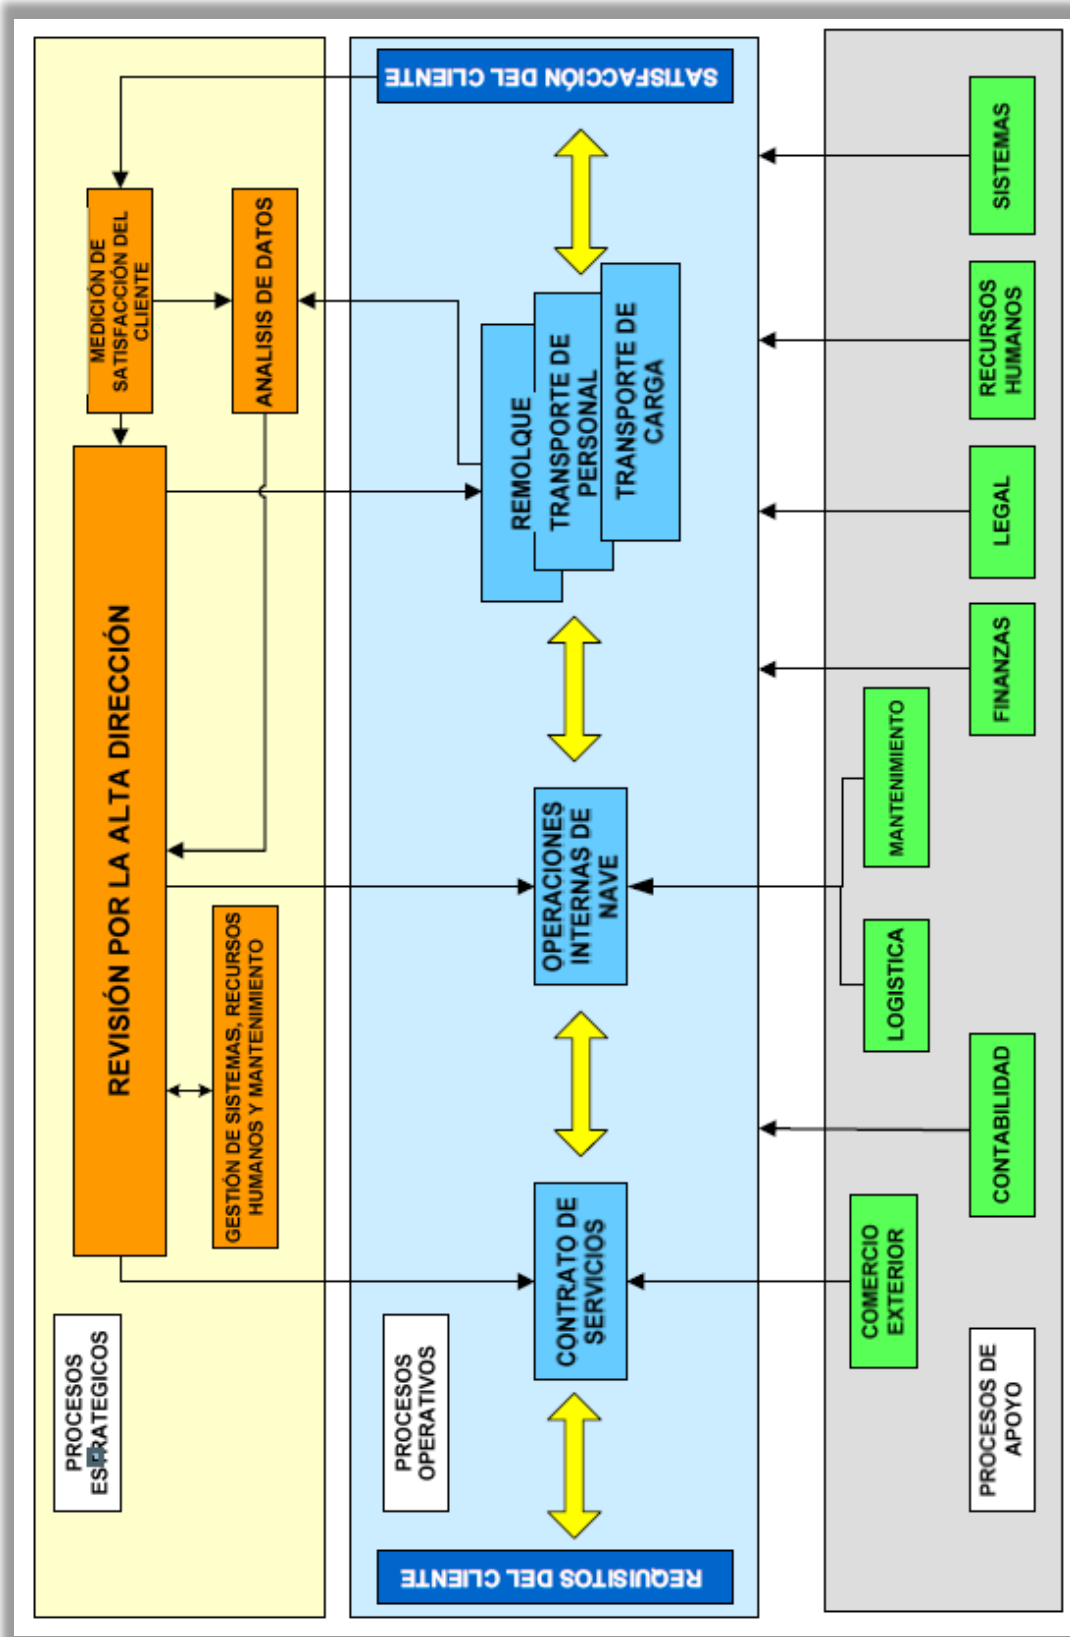 PROCESOS
ESTRATEGICOS
REVISIÓN POR LA ALTA DIRECCIÓN
GESTIÓN DE SISTEMAS, RECURSOS
HUMANOS Y MANTENIMIENTO
MEDICIÓN DE
SATISFACCIÓN DEL
CLIENTE
ANALISIS DE DATOS
PROCESOS
OPERATIVOS
REQUISITOS DEL CLIENTE
CONTRATO DE
SERVICIOS
OPERACIONES
INTERNAS DE
NAVE
REMOLQUE
TRANSPORTE DE
PERSONAL
TRANSPORTE DE
CARGA
SATISFACCIÓN DEL CLIENTE
PROCESOS DE
APOYO
COMERCIO
EXTERIOR
CONTABILIDAD
LOGISTICA
MANTENIMIENTO
FINANZAS
LEGAL
RECURSOS
HUMANOS
SISTEMAS